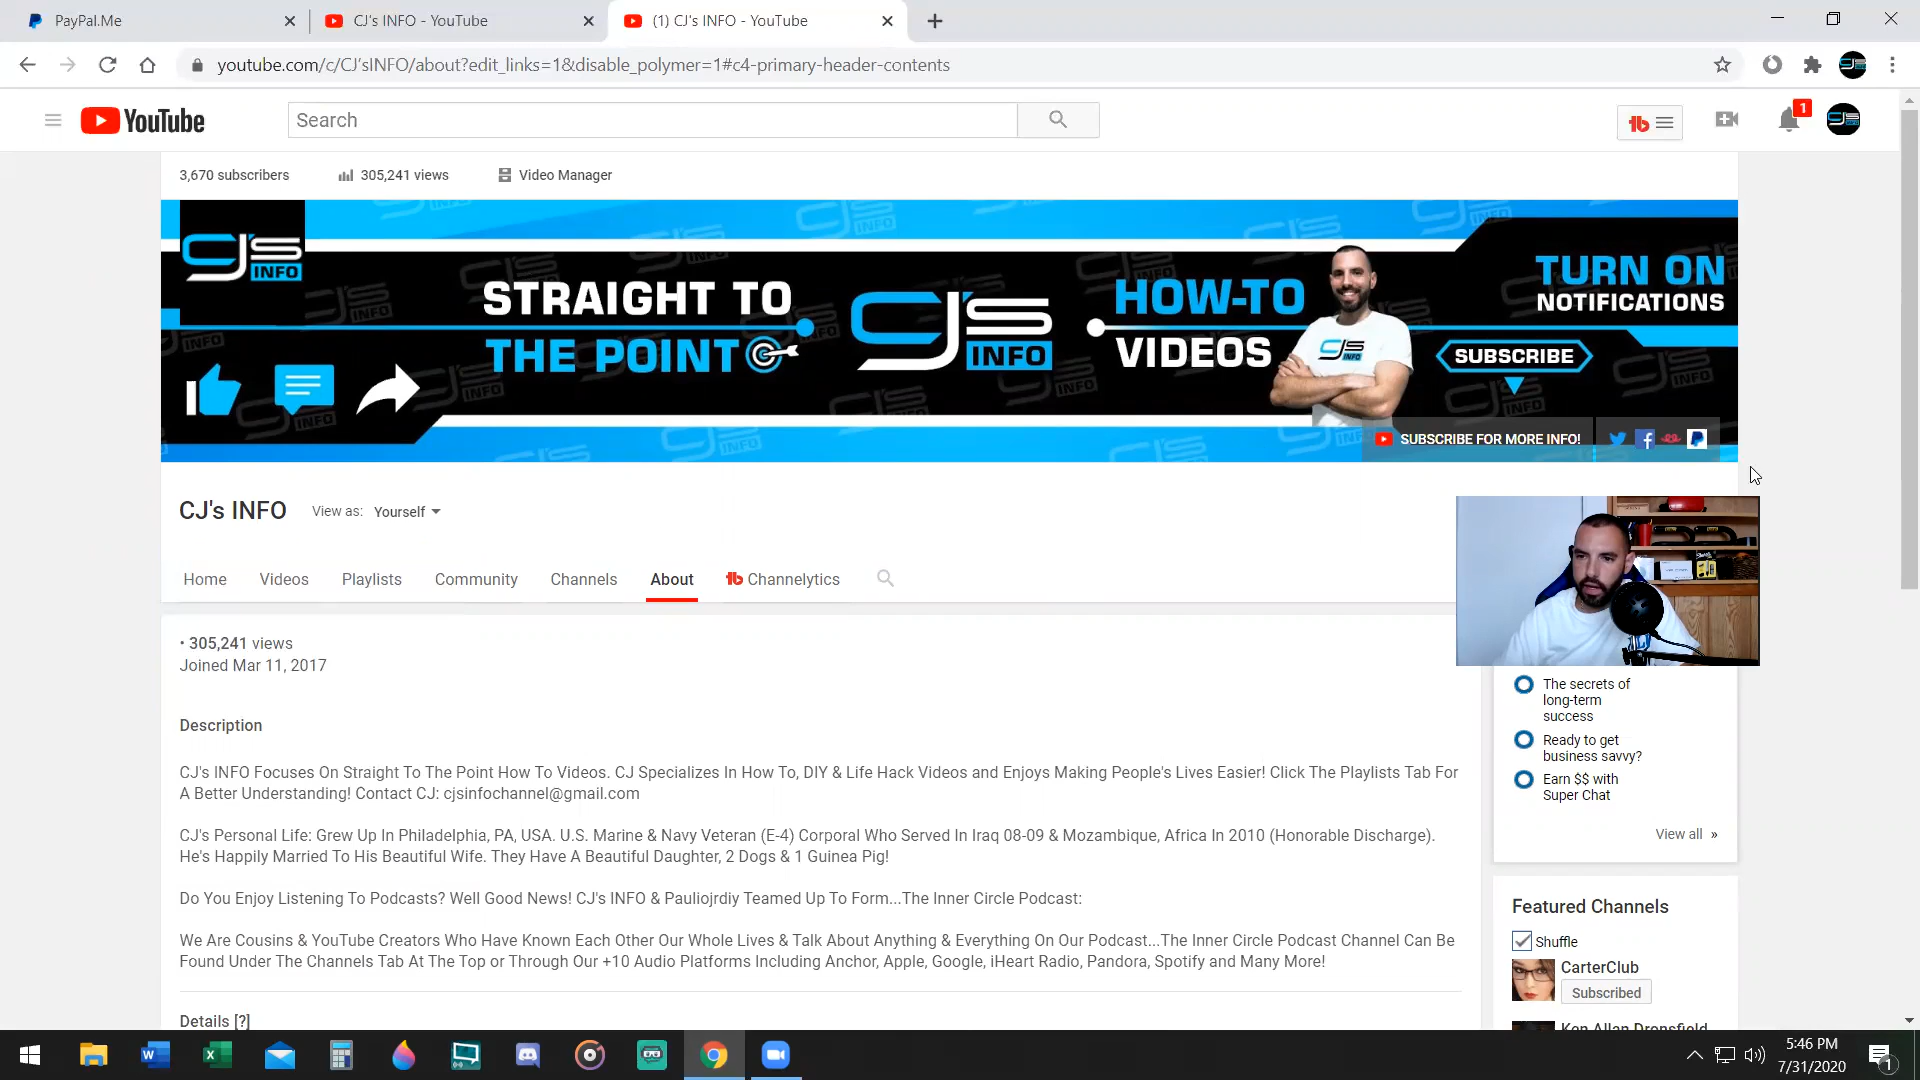 PayPal.Me
CJ's INFO - YouTube
(1) CJ's INFO - YouTube
youtube.com/c/CJ'sINFO/about?edit_links=1&disable_polymer=1#c4-primary-header-contents
YouTube
Search
1
3,670 subscribers
305,241 views
Video Manager
CJ's INFO
STRAIGHT TO
THE POINT
CJ's INFO
HOW-TO
VIDEOS
CJ's INFO
TURN ON
NOTIFICATIONS
SUBSCRIBE
SUBSCRIBE FOR MORE INFO!
CJ's INFO
View as: Yourself
Home
Videos
Playlists
Community
Channels
About
Channelytics
• 305,241 views
Joined Mar 11, 2017
Description
CJ's INFO Focuses On Straight To The Point How To Videos. CJ Specializes In How To, DIY & Life Hack Videos and Enjoys Making People's Lives Easier! Click The Playlists Tab For
A Better Understanding! Contact CJ: cjsinfochannel@gmail.com
CJ's Personal Life: Grew Up In Philadelphia, PA, USA. U.S. Marine & Navy Veteran (E-4) Corporal Who Served In Iraq 08-09 & Mozambique, Africa In 2010 (Honorable Discharge).
He's Happily Married To His Beautiful Wife. They Have A Beautiful Daughter, 2 Dogs & 1 Guinea Pig!
Do You Enjoy Listening To Podcasts? Well Good News! CJ's INFO & Pauliojrdiy Teamed Up To Form...The Inner Circle Podcast:
We Are Cousins & YouTube Creators Who Have Known Each Other Our Whole Lives & Talk About Anything & Everything On Our Podcast...The Inner Circle Podcast Channel Can Be
Found Under The Channels Tab At The Top or Through Our +10 Audio Platforms Including Anchor, Apple, Google, iHeart Radio, Pandora, Spotify and Many More!
Details [?]
The secrets of
long-term
success
Ready to get
business savvy?
Earn $$ with
Super Chat
View all »
Featured Channels
Shuffle
CarterClub
Subscribed
Ken Allan Dronsfield
5:46 PM
7/31/2020
1